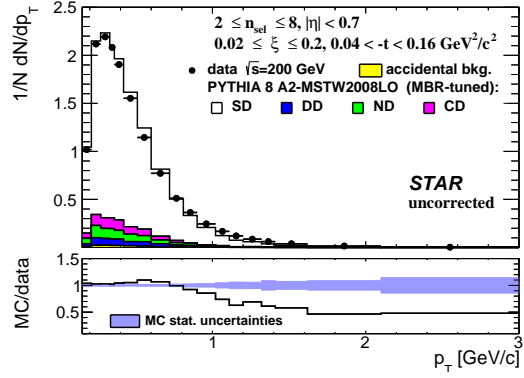 2 ≤ n_sel ≤ 8, |η| < 0.7
0.02 ≤ ξ ≤ 0.2, 0.04 < -t < 0.16 GeV²/c²
data √s=200 GeV
accidental bkg.
PYTHIA 8 A2-MSTW2008LO (MBR-tuned):
SD DD ND CD
1/N dN/dp_T
2.5
2
1.5
1
0.5
STAR
uncorrected
MC/data
1.5
1
0.5
MC stat. uncertainties
1 2 3
p_T [GeV/c]